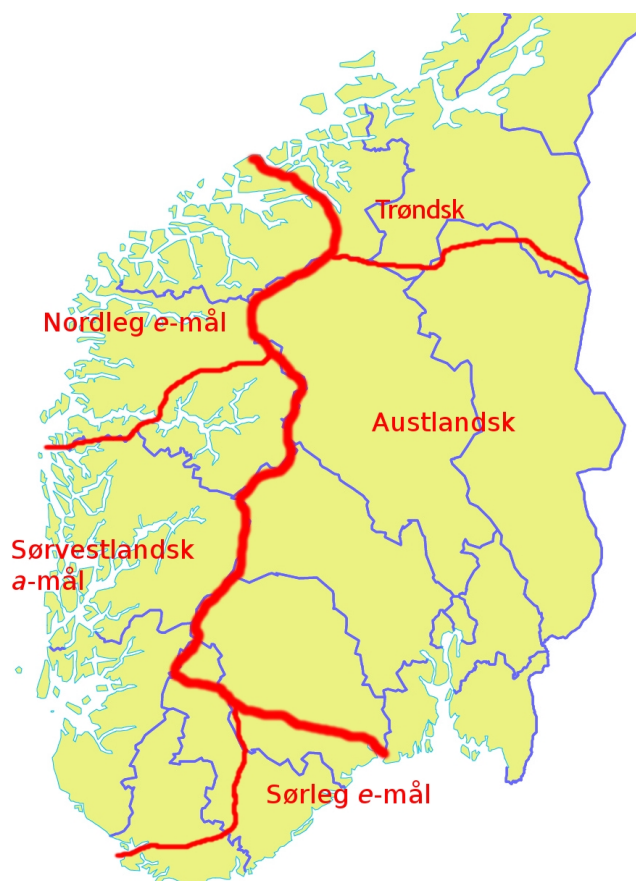 Trøndsk
Nordleg e-mål
Austlandsk
Sørvestlandsk
a-mål
Sørleg e-mål